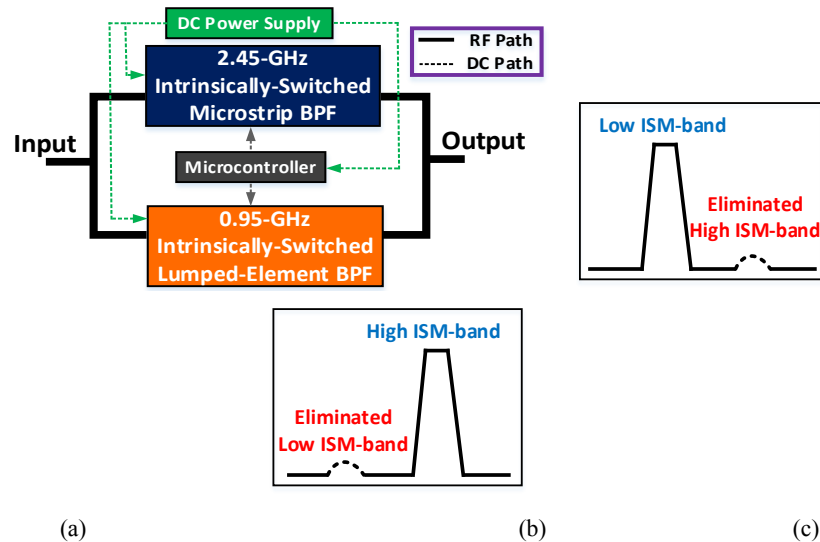 DC Power Supply
RF Path
DC Path
2.45-GHz
Intrinsically-Switched
Microstrip BPF
Input
Output
Microcontroller
0.95-GHz
Intrinsically-Switched
Lumped-Element BPF
Low ISM-band
Eliminated
High ISM-band
High ISM-band
Eliminated
Low ISM-band
(a)
(b)
(c)